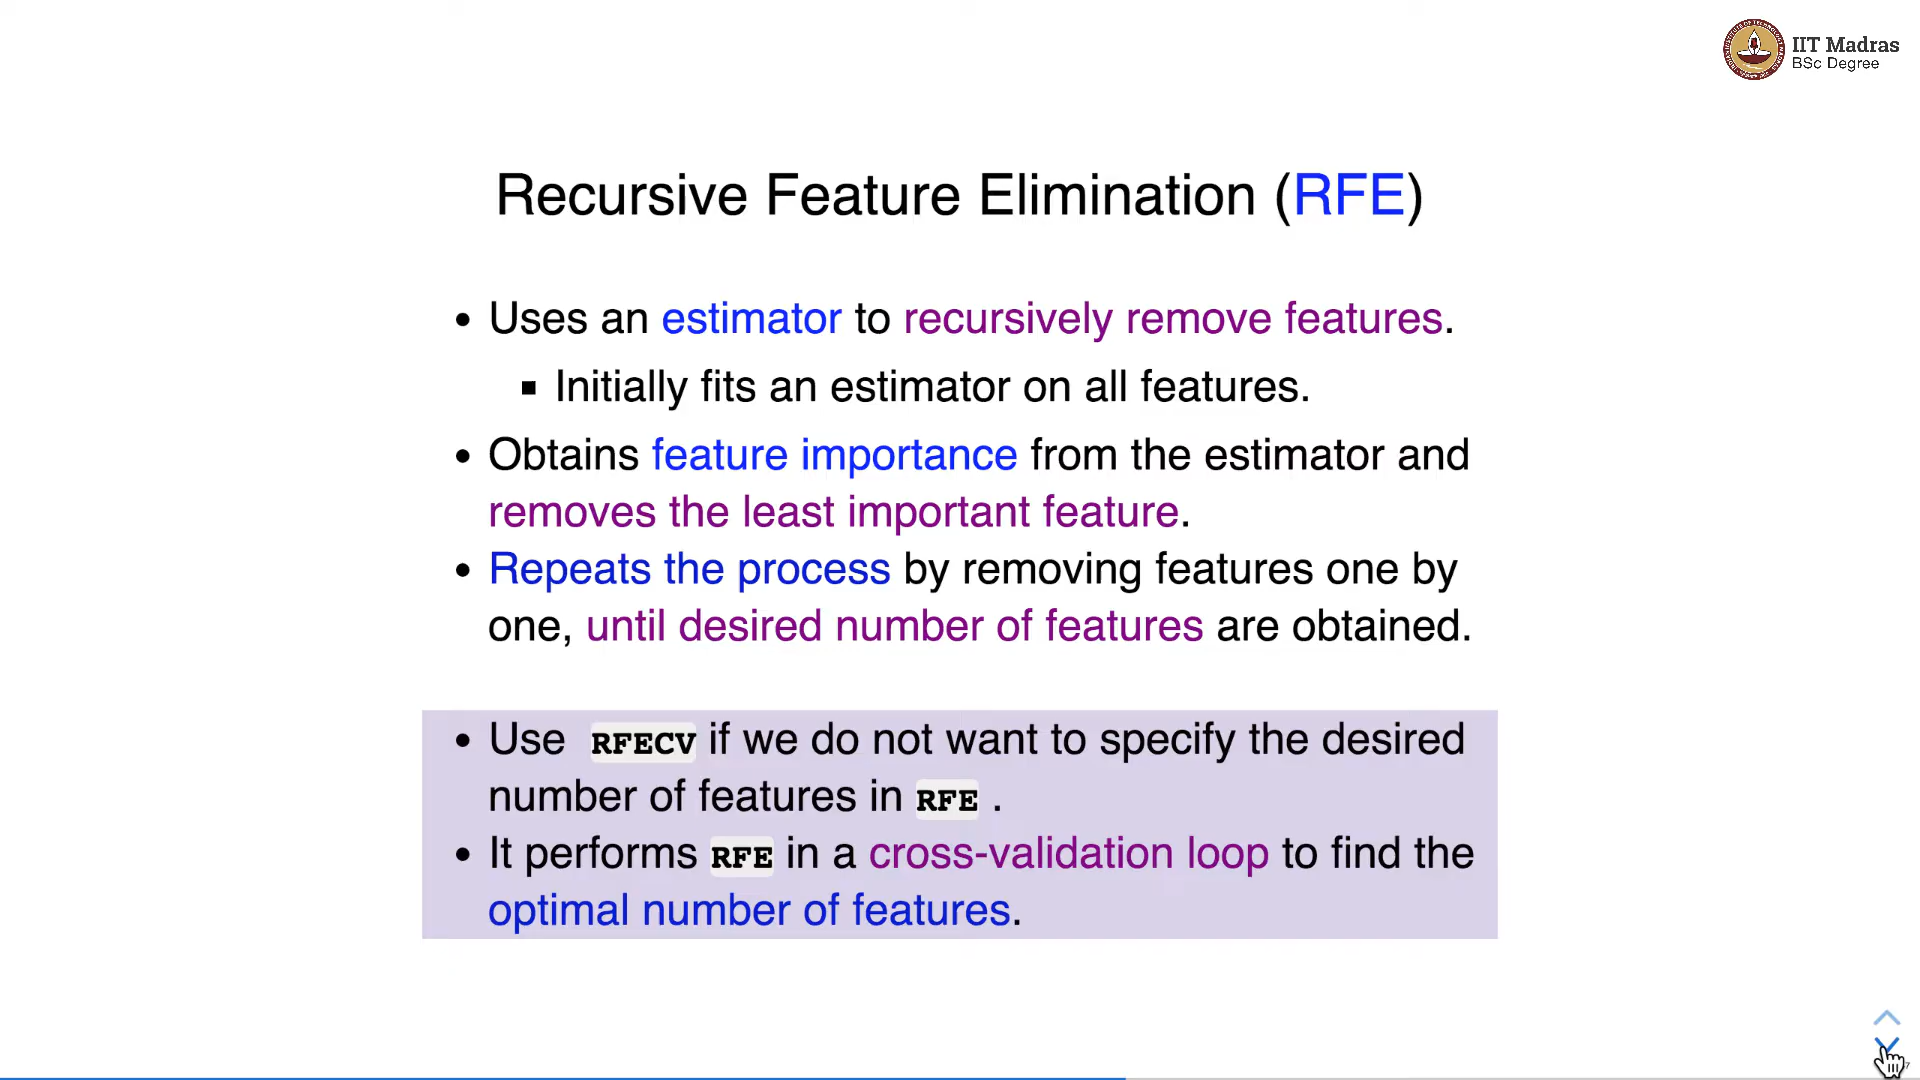 IIT Madras
BSc Degree
Recursive Feature Elimination (RFE)
• Uses an estimator to recursively remove features.
▪ Initially fits an estimator on all features.
• Obtains feature importance from the estimator and
removes the least important feature.
• Repeats the process by removing features one by
one, until desired number of features are obtained.
• Use RFECV if we do not want to specify the desired
number of features in RFE .
• It performs RFE in a cross-validation loop to find the
optimal number of features.